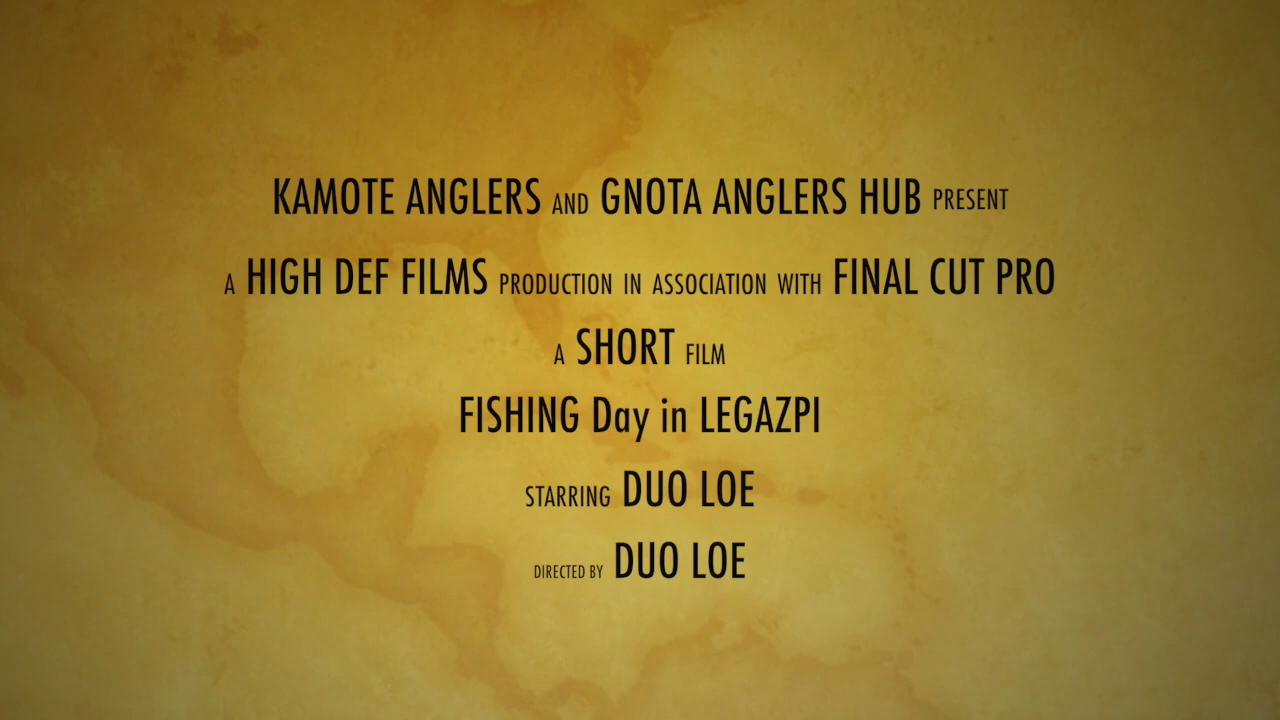 KAMOTE ANGLERS AND GNOTA ANGLERS HUB PRESENT
A HIGH DEF FILMS PRODUCTION IN ASSOCIATION WITH FINAL CUT PRO
A SHORT FILM
FISHING Day in LEGAZPI
STARRING DUO LOE
DIRECTED BY DUO LOE